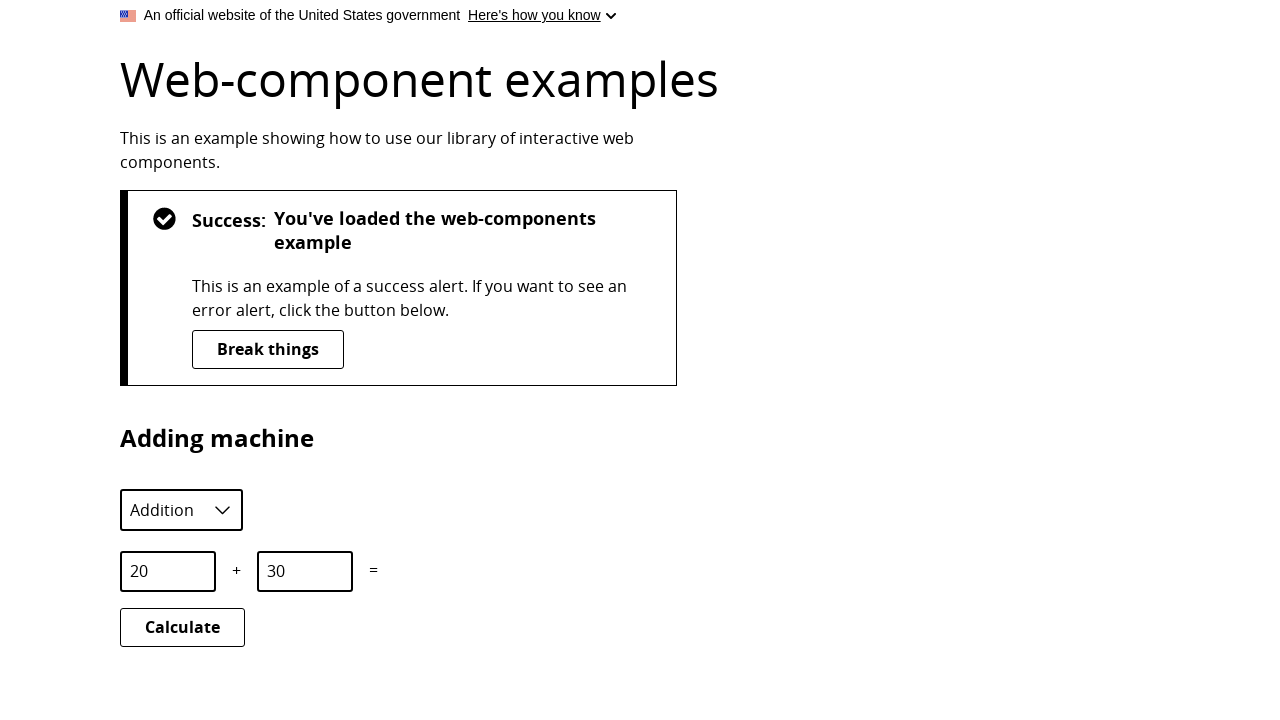 An official website of the United States government Here's how you know
Web-component examples
This is an example showing how to use our library of interactive web
components.
Success: You've loaded the web-components
example
This is an example of a success alert. If you want to see an
error alert, click the button below.
Break things
Adding machine
Addition
20 + 30 =
Calculate